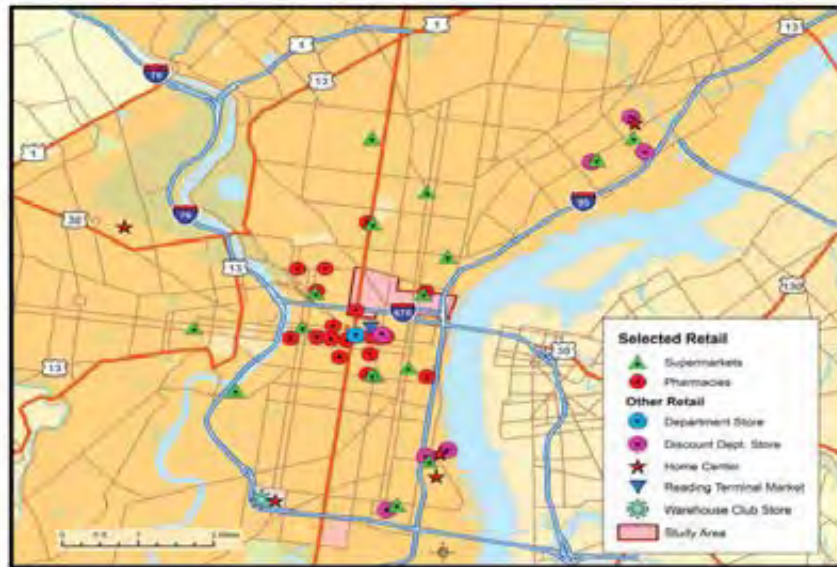 1
1
13
76
13
1
30
76
13
95
676
130
30
13
Selected Retail
Supermarkets
Pharmacies
Other Retail
Department Store
Discount Dept. Store
Home Center
Reading Terminal Market
Warehouse Club Store
Study Area
0